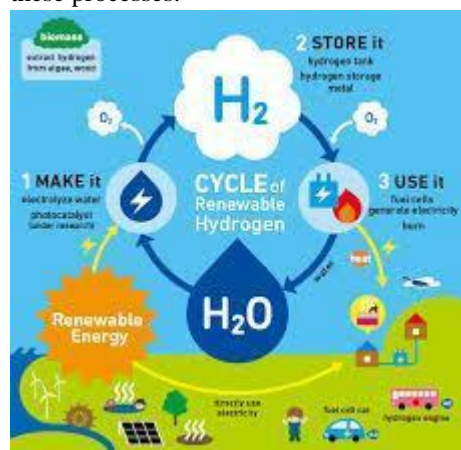 these processes.
biomass
extract hydrogen
from algae, wood
2 STORE it
hydrogen tank
hydrogen storage
metal
H₂
O₂
O₂
1 MAKE it
electrolyze water
photocatalyst
(under research)
CYCLE of
Renewable
Hydrogen
3 USE it
fuel cells
generate electricity
burn
water
heat
H₂O
Renewable
Energy
directly use
electricity
fuel cell car
hydrogen engine